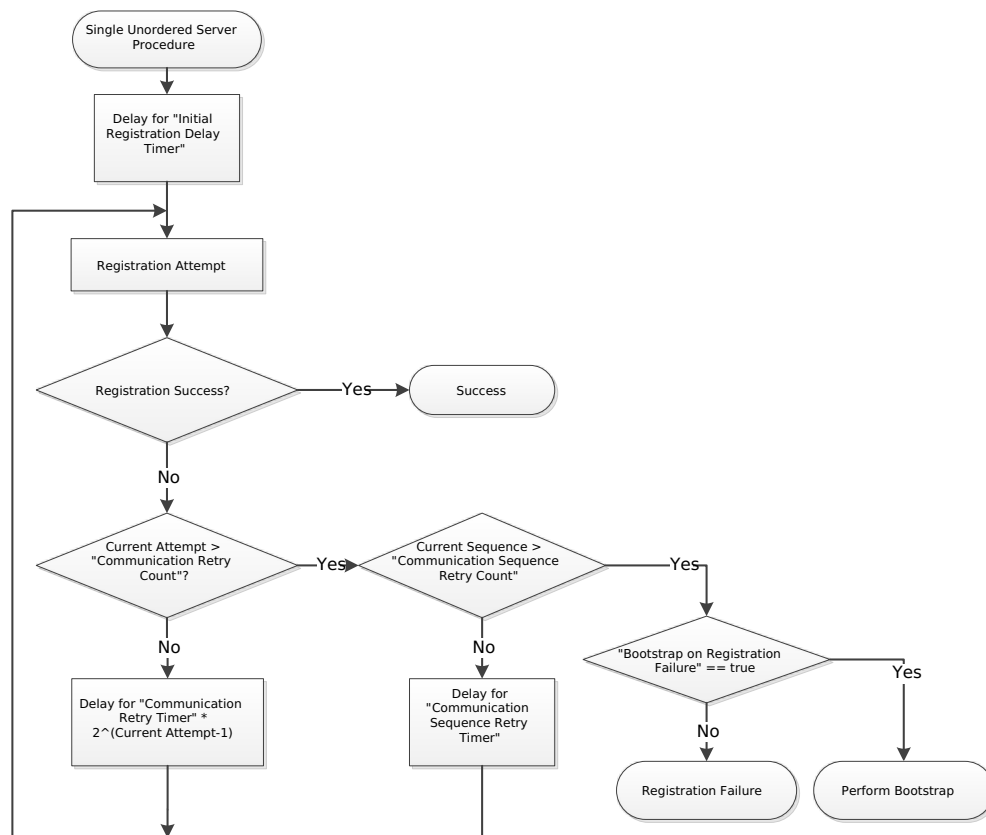 Single Unordered Server
Procedure
Delay for "Initial
Registration Delay
Timer"
Registration Attempt
Registration Success?
Yes
Success
No
Current Attempt >
"Communication Retry
Count"?
Yes
Current Sequence >
"Communication Sequence
Retry Count"
Yes
No
No
"Bootstrap on Registration
Failure" == true
Yes
Delay for "Communication
Retry Timer" *
2^(Current Attempt-1)
Delay for
"Communication
Sequence Retry
Timer"
No
Registration Failure
Perform Bootstrap